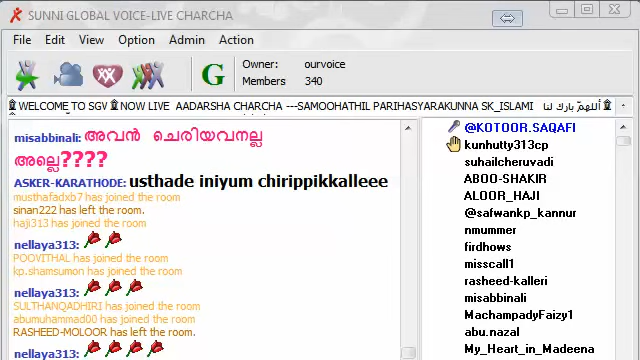 SUNNI GLOBAL VOICE-LIVE CHARCHA
File Edit View Option Admin Action
G Owner: ourvoice
Members 340
WELCOME TO SGV NOW LIVE AADARSHA CHARCHA ---SAMOOHATHIL PARIHASYARAKUNNA SK_ISLAMI اللهمّ بارك لنا
misabbinali: അവൻ ചെറിയവനല്ല
അല്ലെ????
ASKER-KARATHODE: usthade iniyum chirippikkalleee
musthafadxb7 has joined the room
sinan222 has left the room.
haji313 has joined the room
nellaya313:
POOVITHAL has joined the room
kp.shamsumon has joined the room
nellaya313:
SULTHANQADHIRI has joined the room
abumuhammad00 has joined the room
RASHEED-MOLOOR has left the room.
nellaya313:
@KOTOOR.SAQAFI
kunhutty313cp
suhailcheruvadi
ABOO-SHAKIR
ALOOR_HAJI
@safwankp_kannur
nmummer
firdhows
misscall1
rasheed-kalleri
misabbinali
MachampadyFaizy1
abu.nazal
My_Heart_in_Madeena